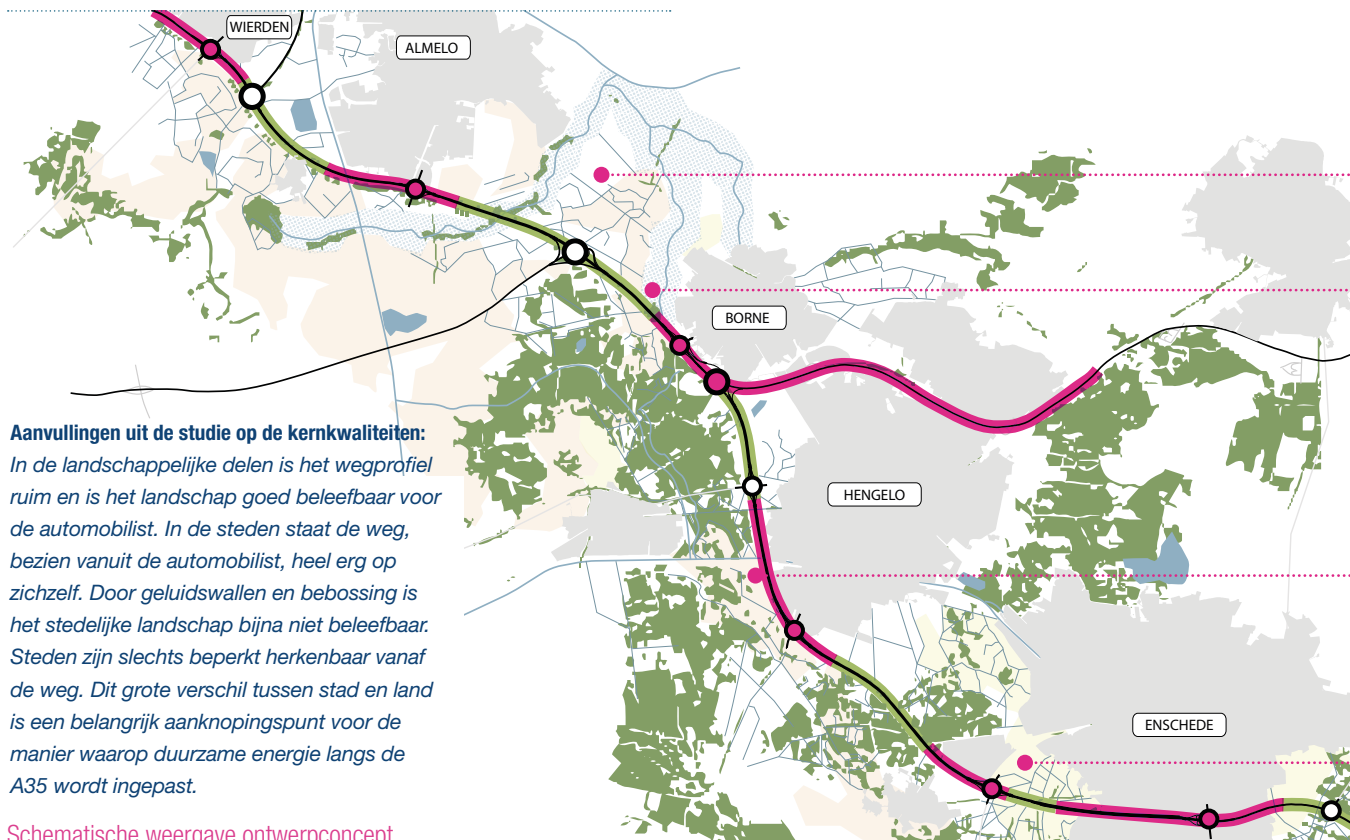 WIERDEN
ALMELO
BORNE
HENGELO
ENSCHEDE
Aanvullingen uit de studie op de kernkwaliteiten:
In de landschappelijke delen is het wegprofiel
ruim en is het landschap goed beleefbaar voor
de automobilist. In de steden staat de weg,
bezien vanuit de automobilist, heel erg op
zichzelf. Door geluidswallen en bebossing is
het stedelijke landschap bijna niet beleefbaar.
Steden zijn slechts beperkt herkenbaar vanaf
de weg. Dit grote verschil tussen stad en land
is een belangrijk aanknopingspunt voor de
manier waarop duurzame energie langs de
A35 wordt ingepast.
Schematische weergave ontwerpconcept